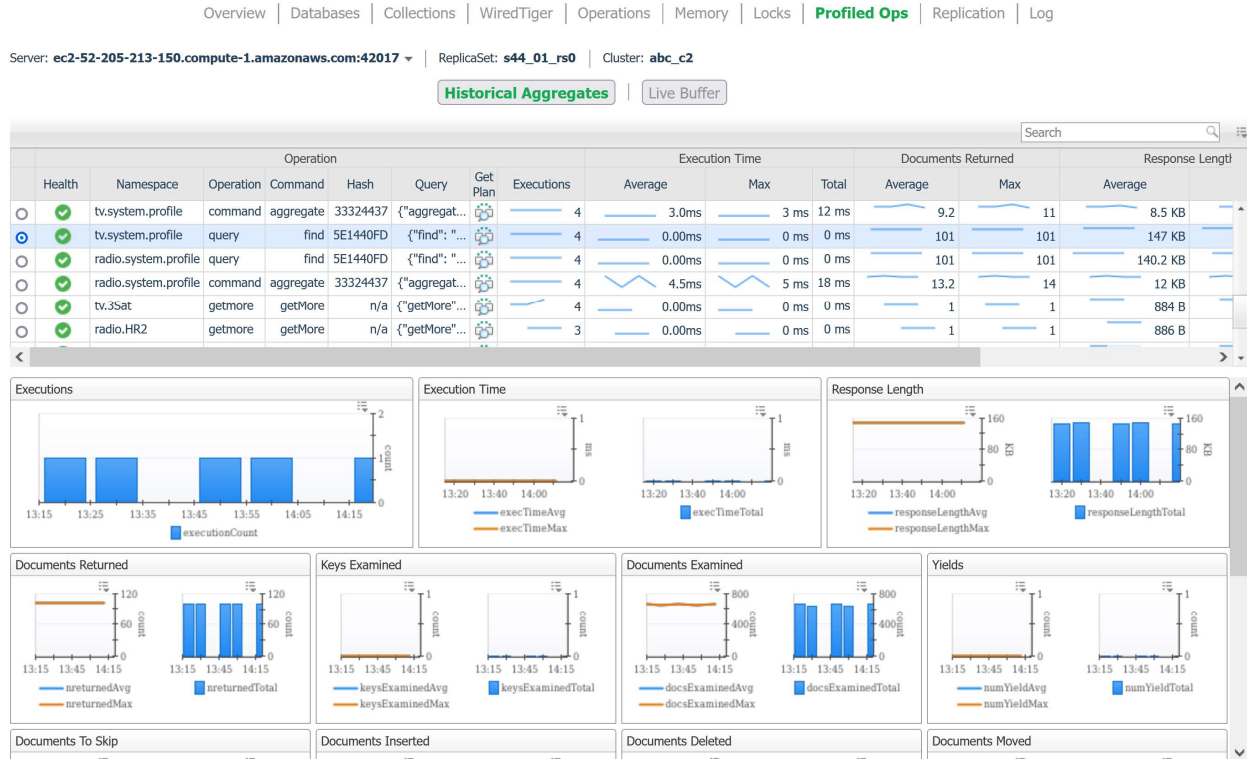 Overview | Databases | Collections | WiredTiger | Operations | Memory | Locks | Profiled Ops | Replication | Log
Server: ec2-52-205-213-150.compute-1.amazonaws.com:42017 | ReplicaSet: s44_01_rs0 | Cluster: abc_c2
Historical Aggregates | Live Buffer
Search
Operation Execution Time Documents Returned Response Length
Health Namespace Operation Command Hash Query Get Plan Executions Average Max Total Average Max Average
tv.system.profile command aggregate 33324437 {"aggregat... 4 3.0ms 3 ms 12 ms 9.2 11 8.5 KB
tv.system.profile query find 5E1440FD {"find": "... 4 0.00ms 0 ms 0 ms 101 101 147 KB
radio.system.profile query find 5E1440FD {"find": "... 4 0.00ms 0 ms 0 ms 101 101 140.2 KB
radio.system.profile command aggregate 33324437 {"aggregat... 4 4.5ms 5 ms 18 ms 13.2 14 12 KB
tv.3Sat getmore getMore n/a {"getMore"... 4 0.00ms 0 ms 0 ms 1 1 884 B
radio.HR2 getmore getMore n/a {"getMore"... 3 0.00ms 0 ms 0 ms 1 1 886 B
Executions
2
1
0
count
13:15 13:25 13:35 13:45 13:55 14:05 14:15
executionCount
Execution Time
1
0
ms
13:20 13:40 14:00
execTimeAvg
execTimeMax
1
0
ms
13:20 13:40 14:00
execTimeTotal
Response Length
160
80
0
KB
13:20 13:40 14:00
responseLengthAvg
responseLengthMax
160
80
0
KB
13:20 13:40 14:00
responseLengthTotal
Documents Returned
120
60
0
count
13:15 13:45 14:15
nreturnedAvg
nreturnedMax
120
60
0
count
13:15 13:45 14:15
nreturnedTotal
Keys Examined
1
0
count
13:15 13:45 14:15
keysExaminedAvg
keysExaminedMax
1
0
count
13:15 13:45 14:15
keysExaminedTotal
Documents Examined
800
400
0
count
13:15 13:45 14:15
docsExaminedAvg
docsExaminedMax
800
400
0
count
13:15 13:45 14:15
docsExaminedTotal
Yields
1
0
count
13:15 13:45 14:15
numYieldAvg
numYieldMax
1
0
count
13:15 13:45 14:15
numYieldTotal
Documents To Skip
Documents Inserted
Documents Deleted
Documents Moved